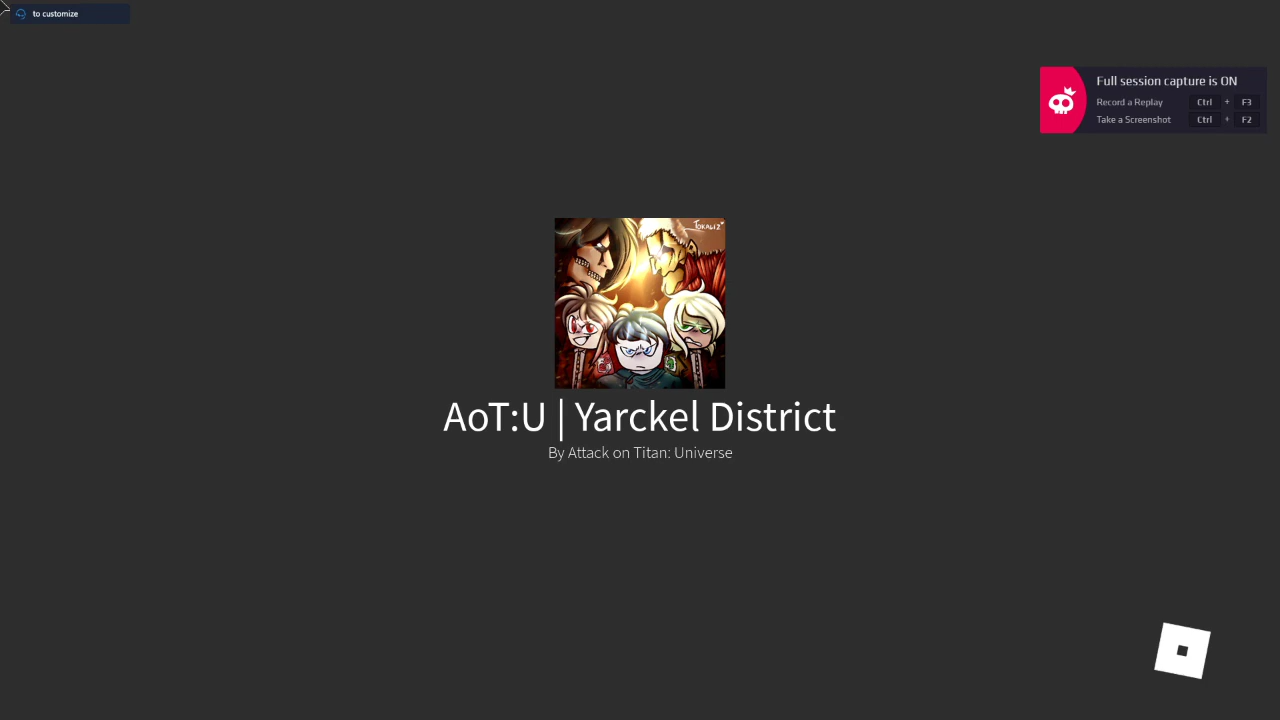 to customize
Full session capture is ON
Record a Replay Ctrl + F3
Take a Screenshot Ctrl + F2
TOKALIZ
AoT:U | Yarckel District
By Attack on Titan: Universe